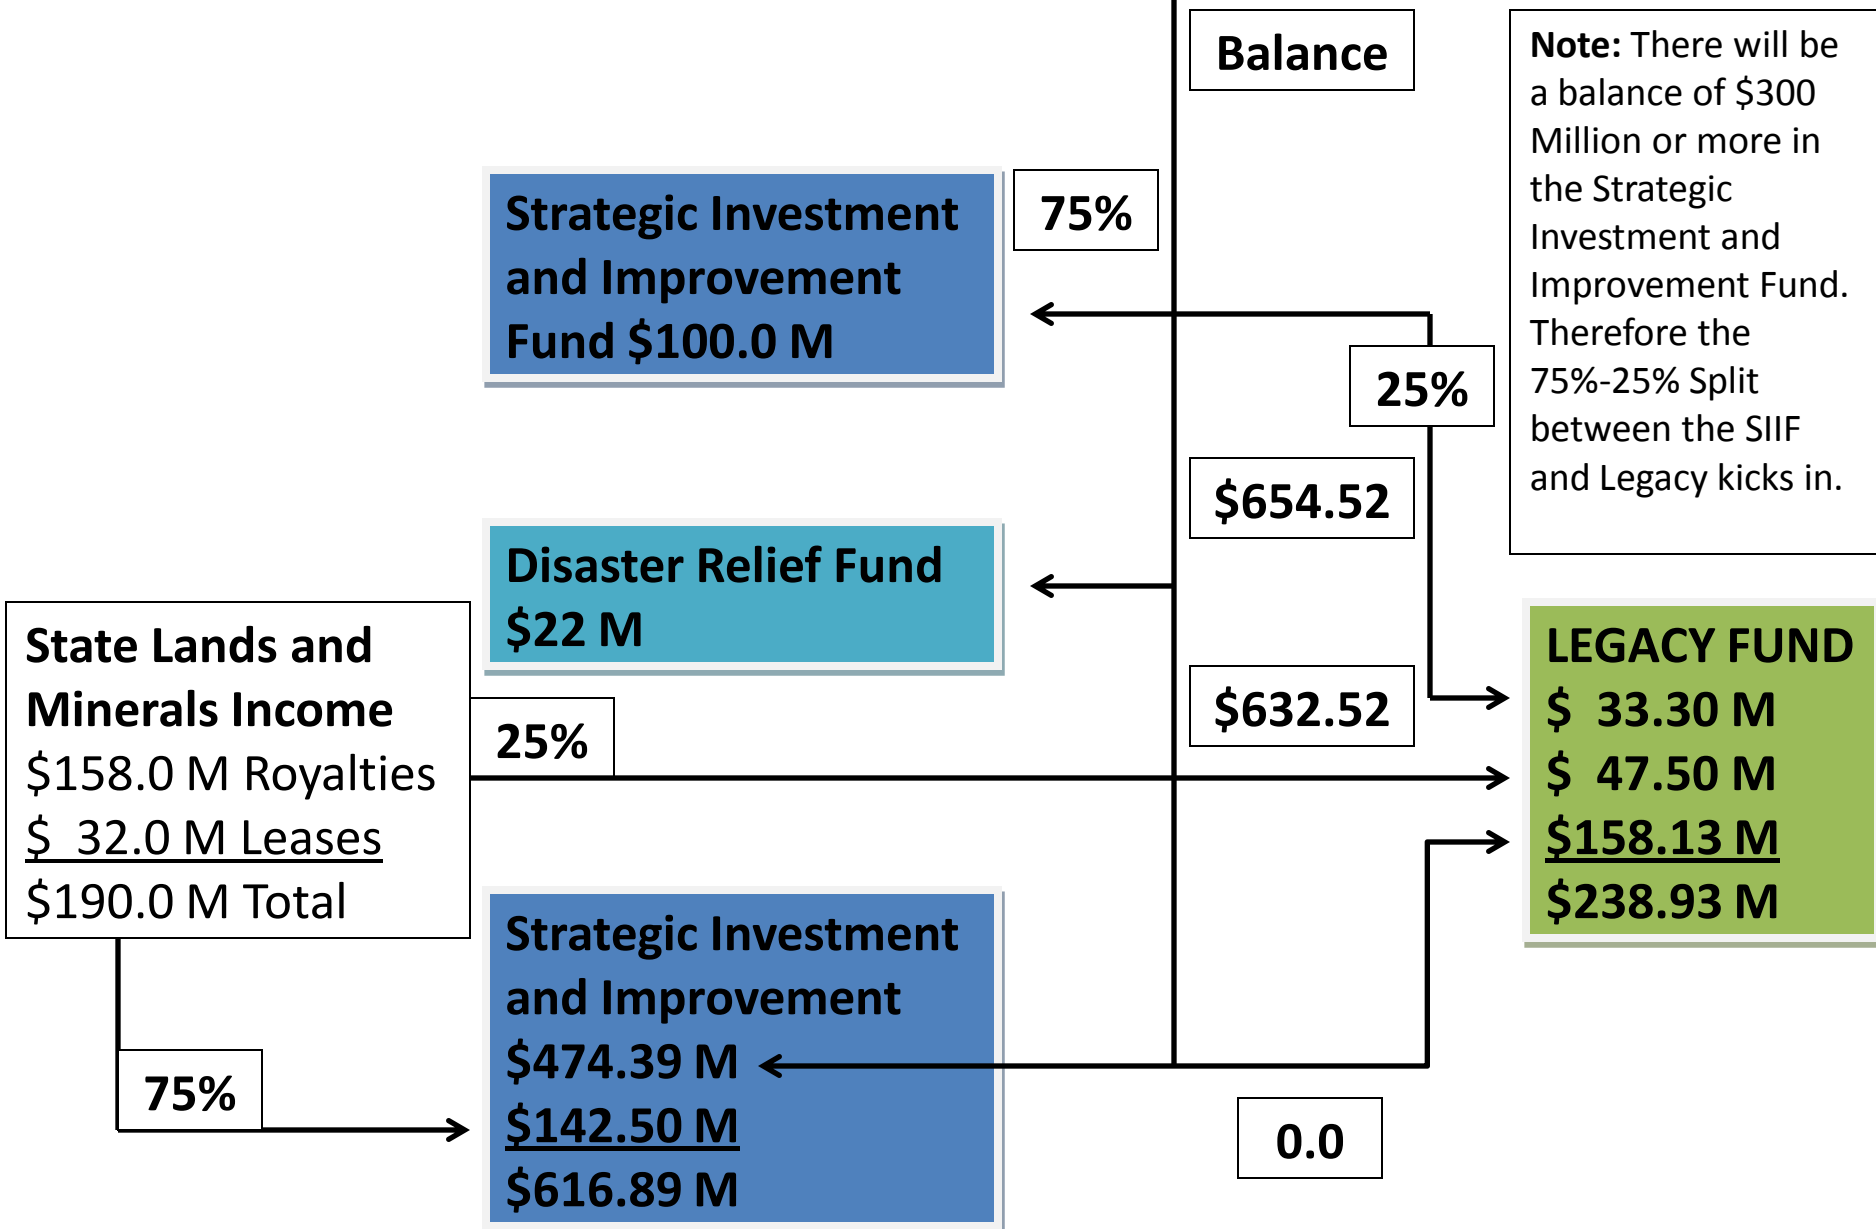 Balance
Note: There will be
a balance of $300
Million or more in
the Strategic
Investment and
Improvement Fund.
Therefore the
75%-25% Split
between the SIIF
and Legacy kicks in.
Strategic Investment
and Improvement
Fund $100.0 M
75%
25%
$654.52
Disaster Relief Fund
$22 M
$632.52
State Lands and
Minerals Income
$158.0 M Royalties
$  32.0 M Leases
$190.0 M Total
25%
75%
LEGACY FUND
$  33.30 M
$  47.50 M
$158.13 M
$238.93 M
Strategic Investment
and Improvement
$474.39 M
$142.50 M
$616.89 M
0.0